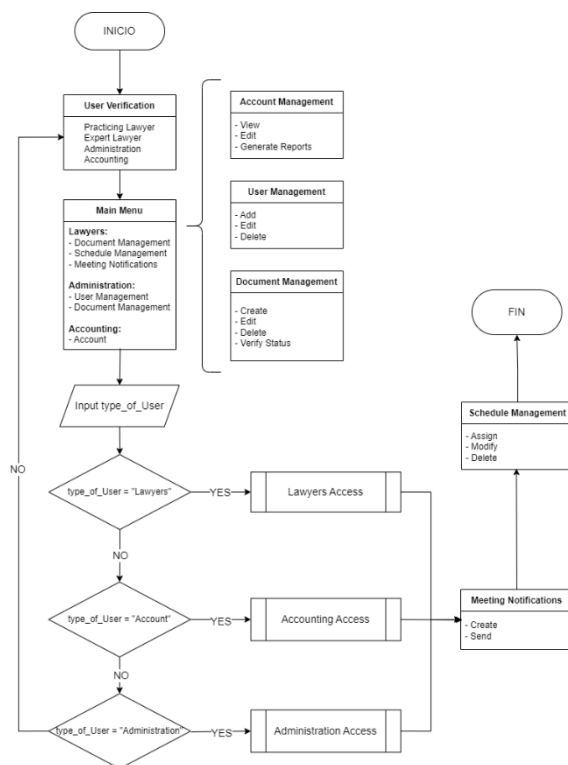 INICIO
User Verification
Practicing Lawyer
Expert Lawyer
Administration
Accounting
Main Menu
Lawyers:
- Document Management
- Schedule Management
- Meeting Notifications
Administration:
- User Management
- Document Management
Accounting:
- Account
Account Management
- View
- Edit
- Generate Reports
User Management
- Add
- Edit
- Delete
Document Management
- Create
- Edit
- Delete
- Verify Status
Input type_of_User
type_of_User = "Lawyers"
YES
Lawyers Access
NO
type_of_User = "Account"
YES
Accounting Access
NO
type_of_User = "Administration"
YES
Administration Access
NO
Meeting Notifications
- Create
- Send
Schedule Management
- Assign
- Modify
- Delete
FIN